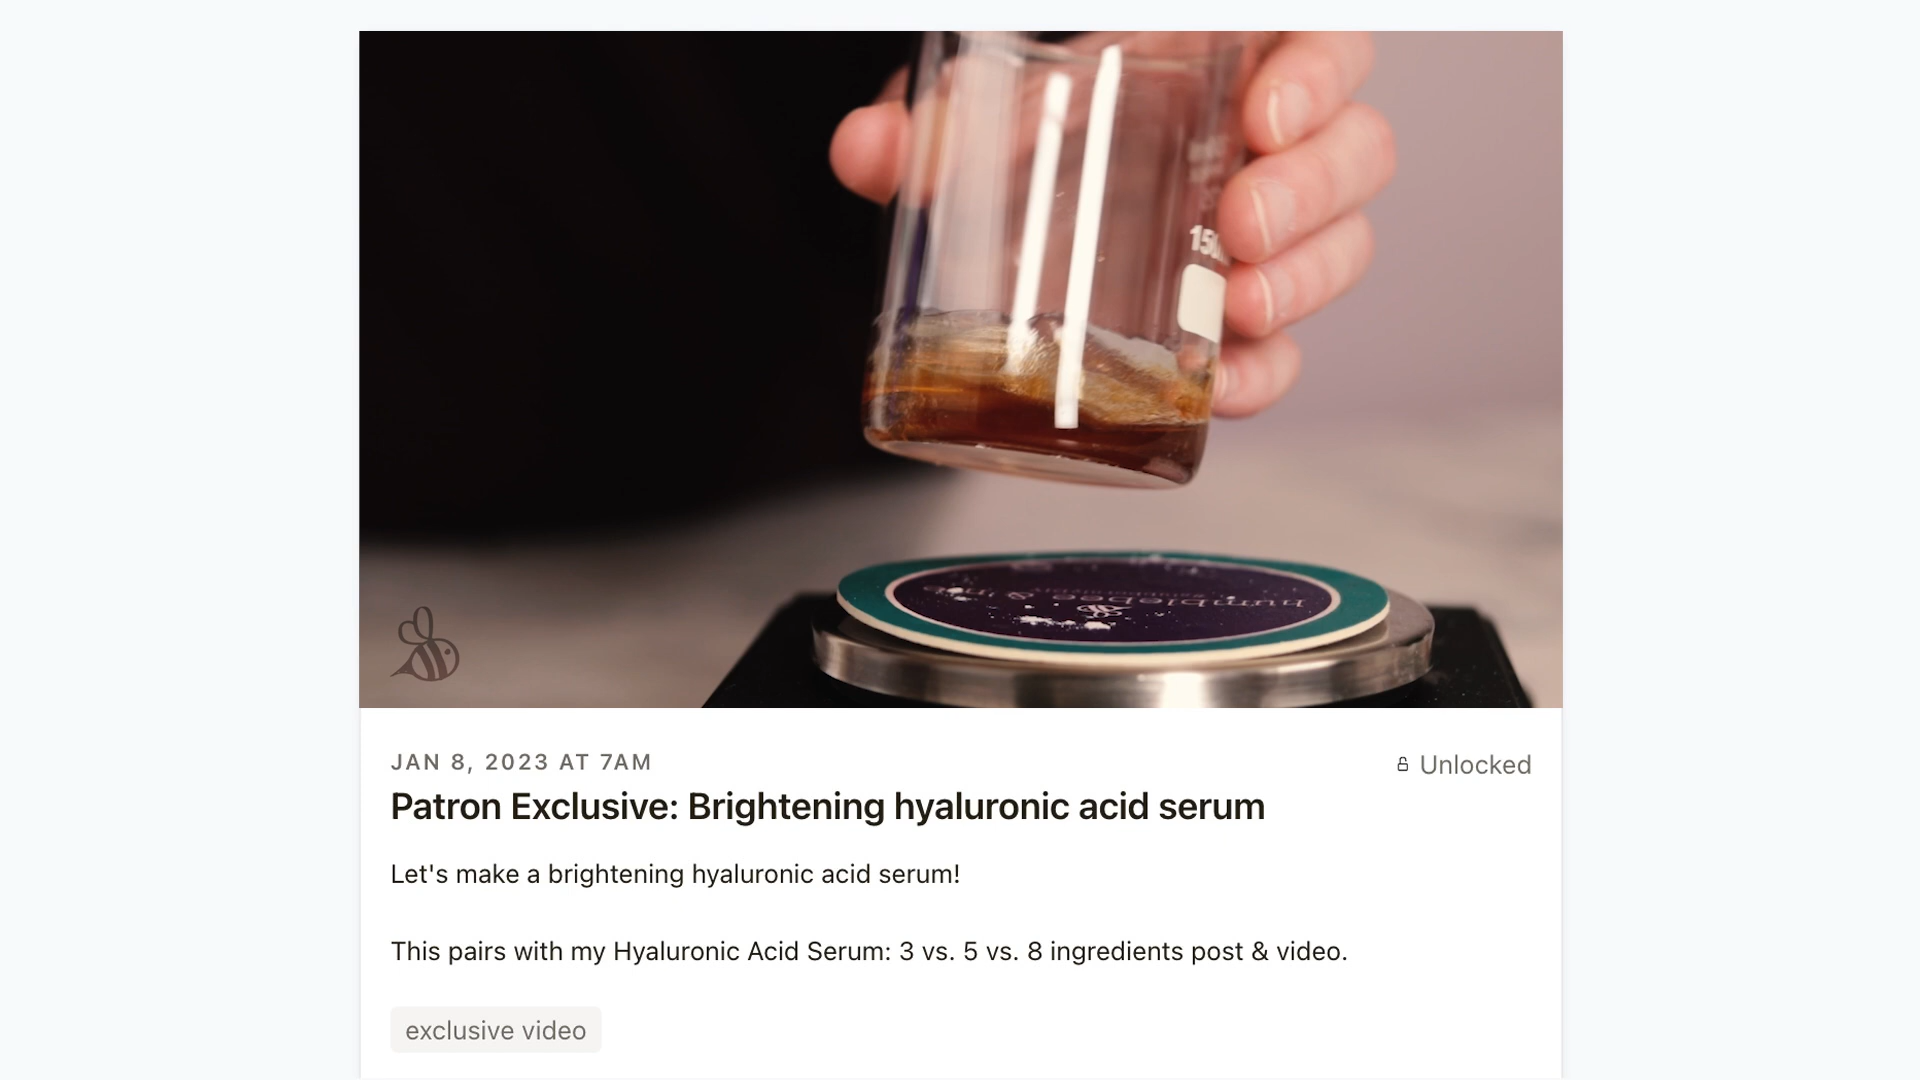 humblebee &
JAN 8, 2023 AT 7AM
Unlocked
Patron Exclusive: Brightening hyaluronic acid serum
Let's make a brightening hyaluronic acid serum!
This pairs with my Hyaluronic Acid Serum: 3 vs. 5 vs. 8 ingredients post & video.
exclusive video